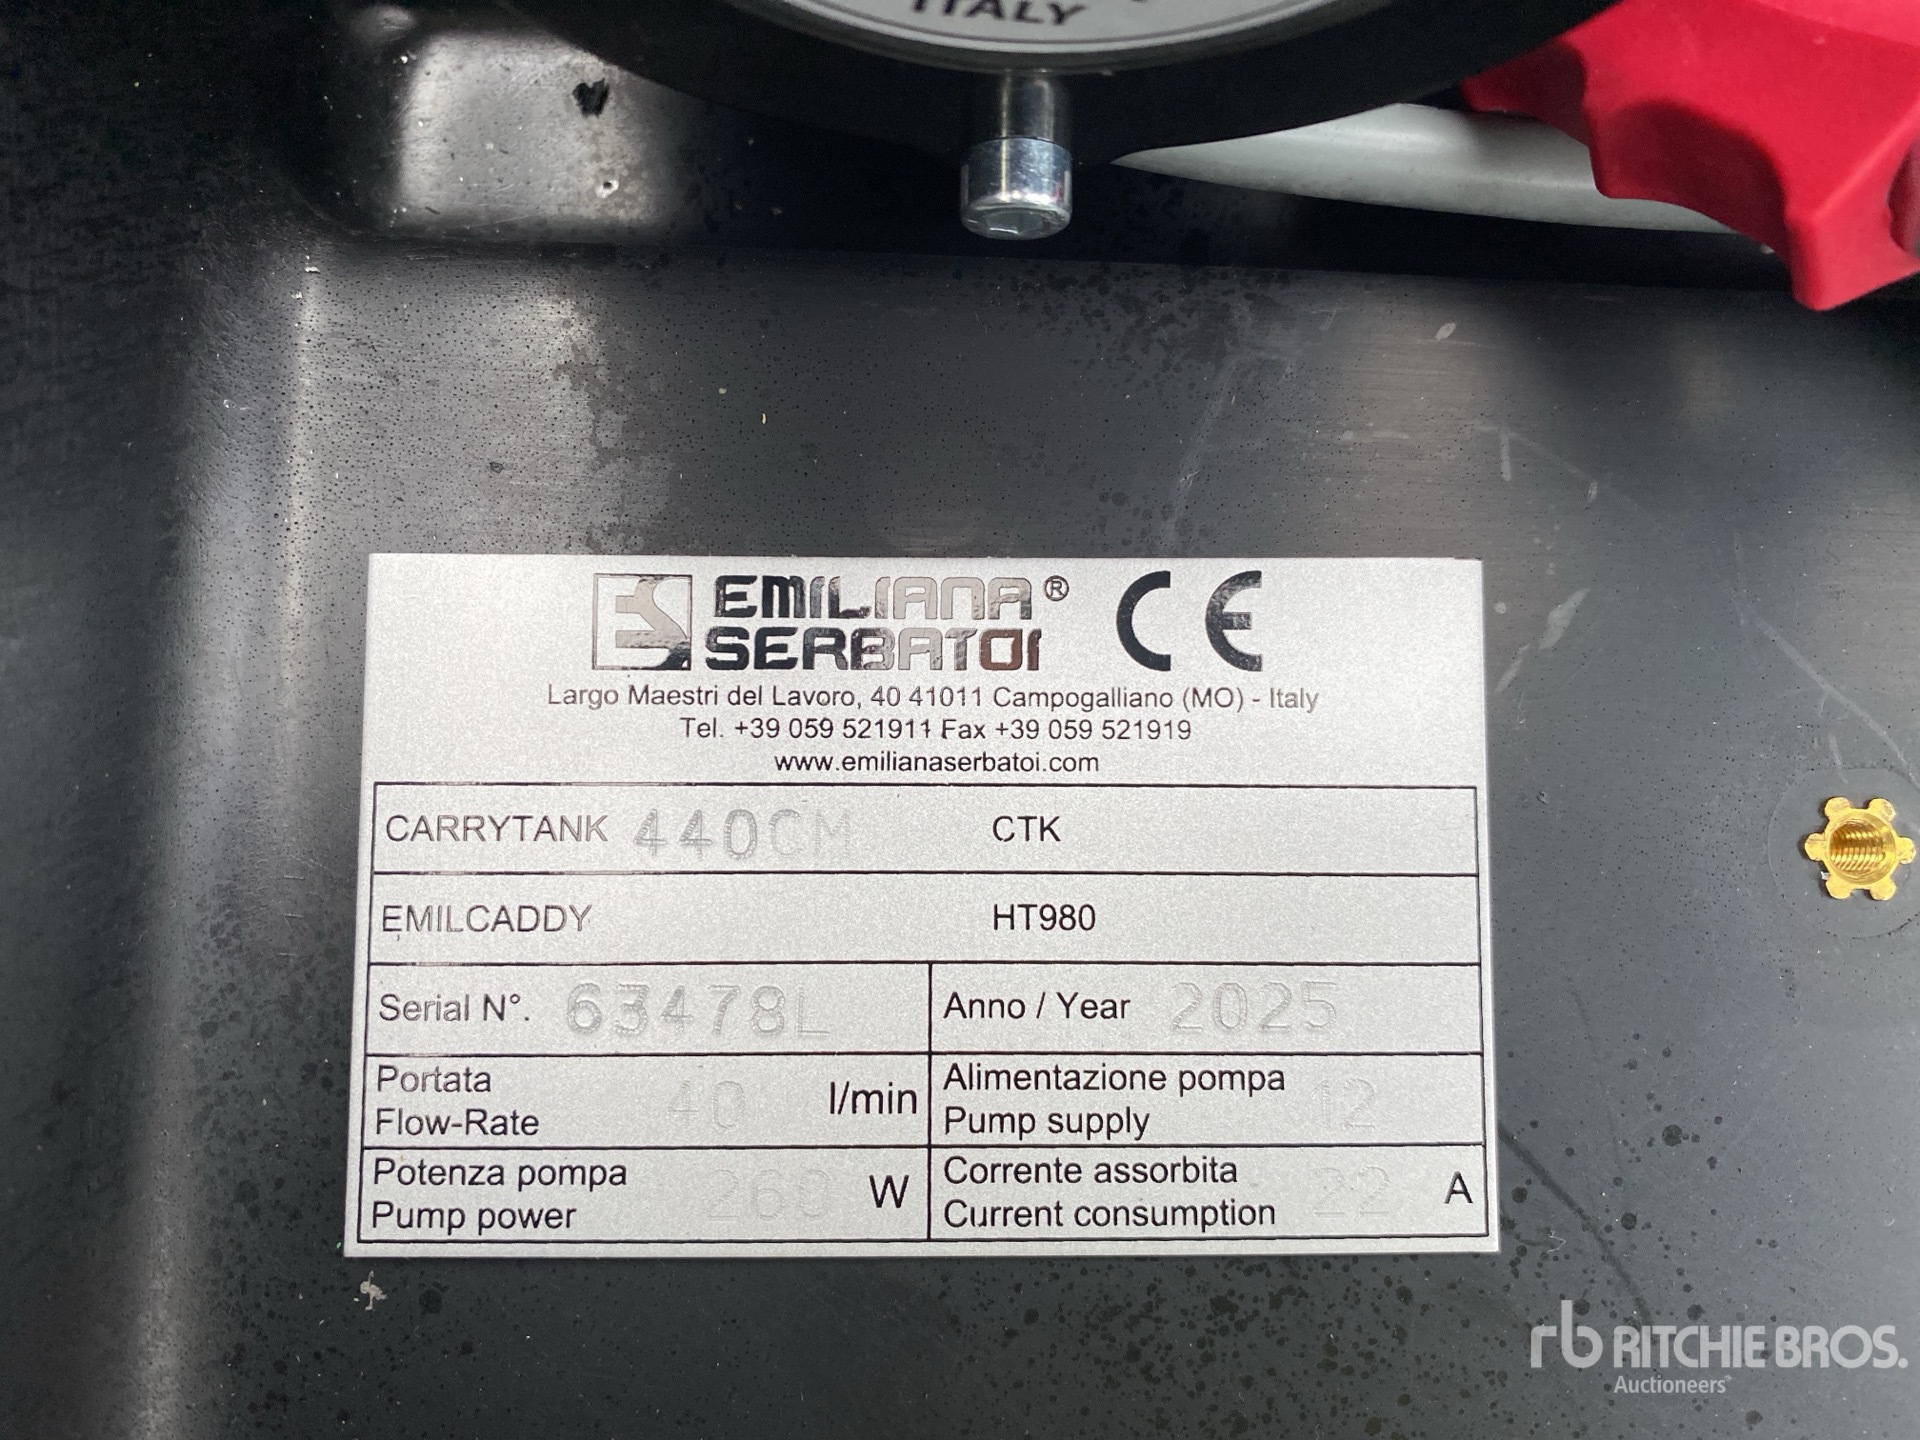 ITALY
EMILIANA®
SERBATOI
CE
Largo Maestri del Lavoro, 40 41011 Campogalliano (MO) - Italy
Tel. +39 059 521911 Fax +39 059 521919
www.emilianaserbatoi.com
CARRYTANK 440CM CTK
EMILCADDY HT980
Serial N°. 63478L Anno / Year 2025
Portata
Flow-Rate 40 l/min
Alimentazione pompa
Pump supply 12
Potenza pompa
Pump power 260 W
Corrente assorbita
Current consumption 22 A
rb RITCHIE BROS.
Auctioneers